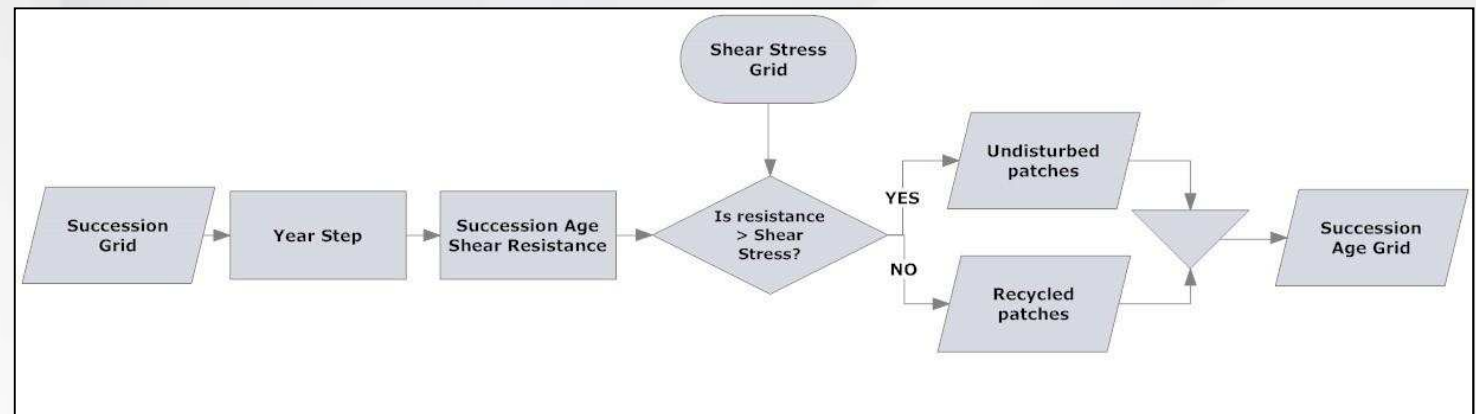 Shear Stress
Grid
Succession
Grid
Year Step
Succession Age
Shear Resistance
Is resistance
> Shear
Stress?
YES
NO
Undisturbed
patches
Recycled
patches
Succession
Age Grid